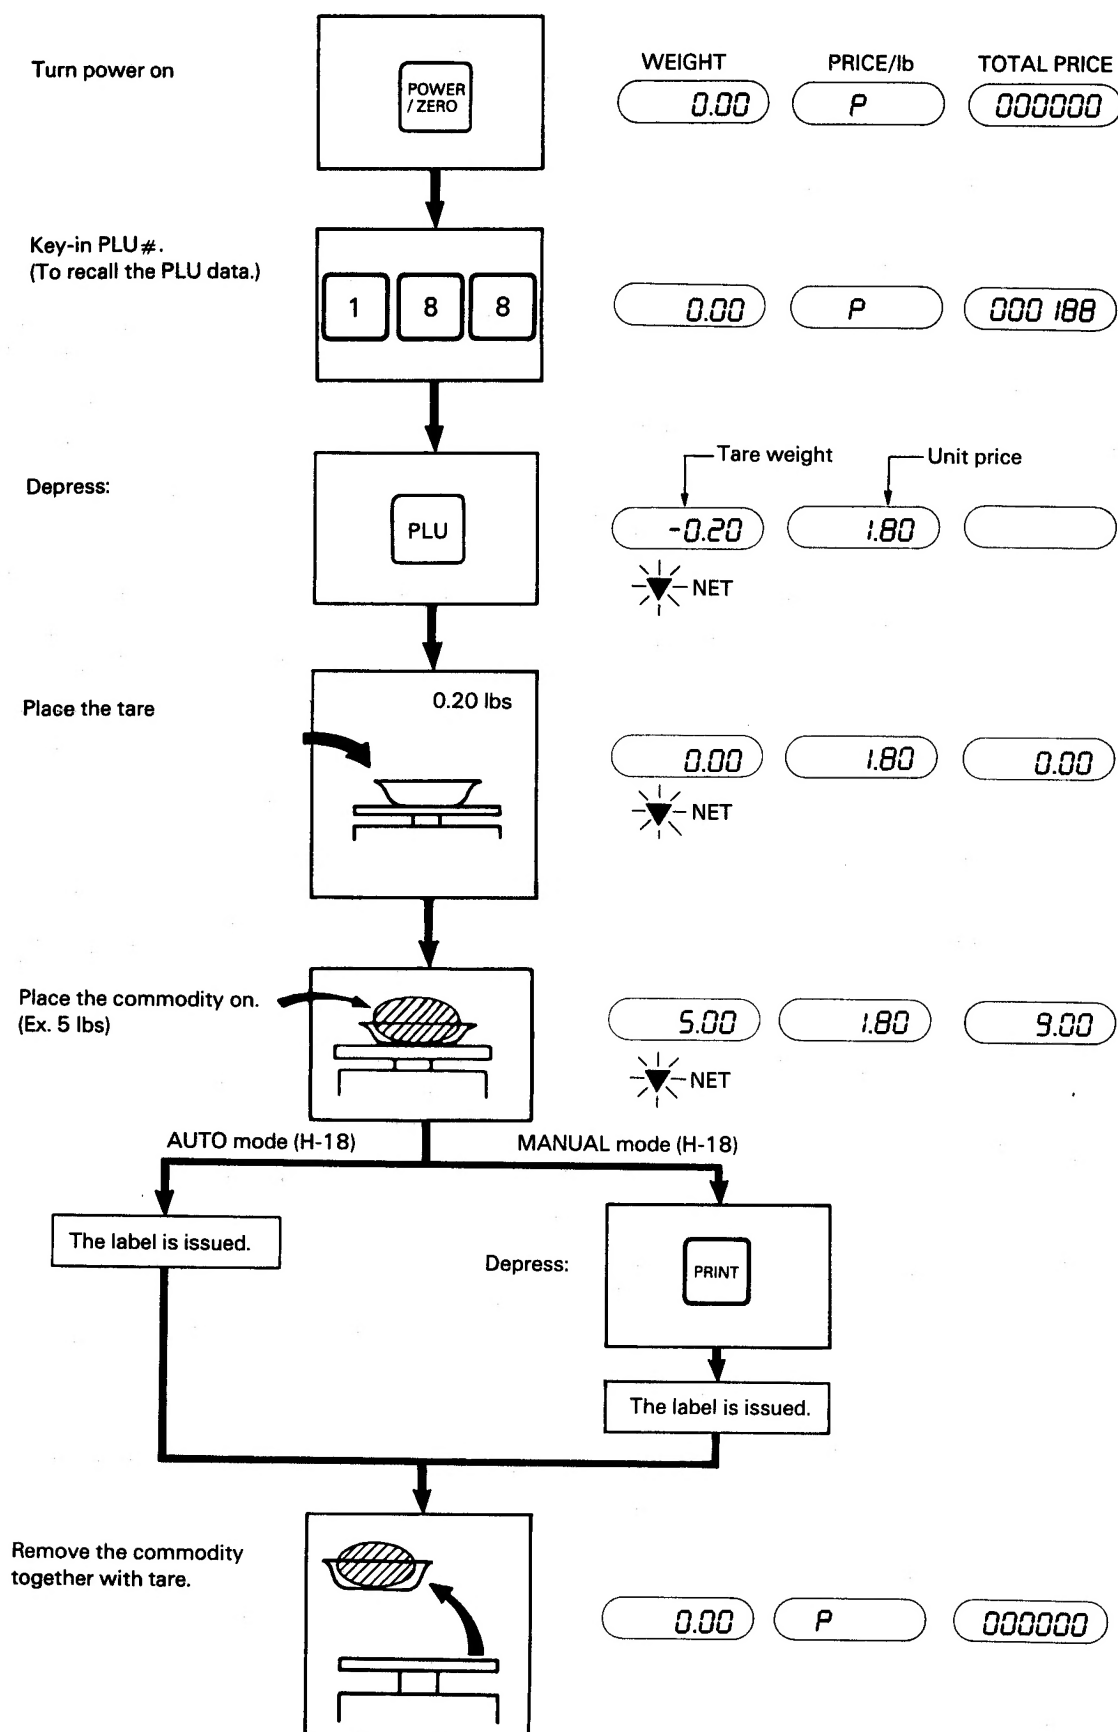 Turn power on
POWER
/ZERO
WEIGHT PRICE/lb TOTAL PRICE
0.00 P 000000
Key-in PLU#.
(To recall the PLU data.)
1 8 8
0.00 P 000188
Depress:
PLU
Tare weight Unit price
-0.20 1.80
NET
Place the tare
0.20 lbs
0.00 1.80 0.00
NET
Place the commodity on.
(Ex. 5 lbs)
5.00 1.80 9.00
NET
AUTO mode (H-18) MANUAL mode (H-18)
The label is issued.
Depress:
PRINT
The label is issued.
Remove the commodity
together with tare.
0.00 P 000000